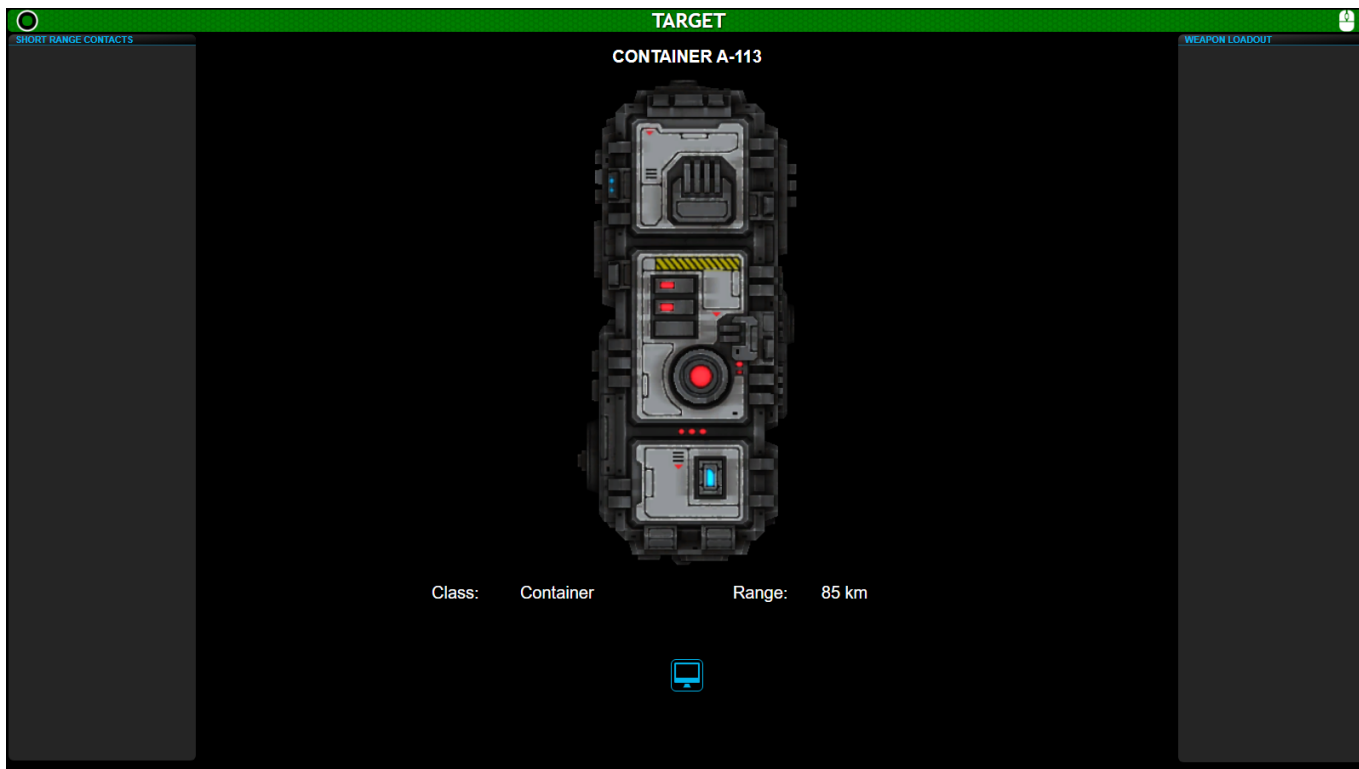 TARGET
SHORT RANGE CONTACTS
WEAPON LOADOUT
CONTAINER A-113
Class: Container Range: 85 km